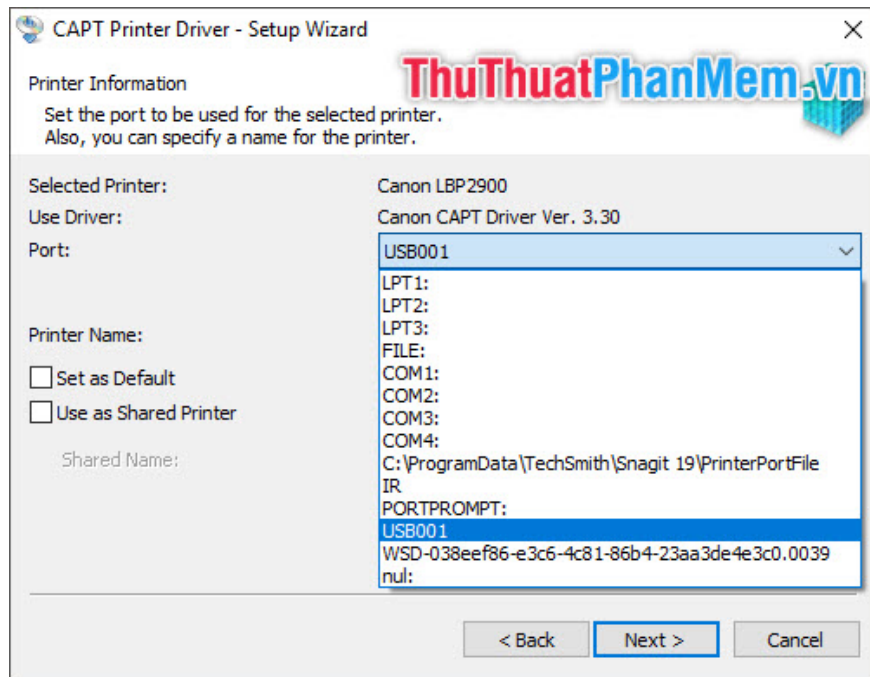 CAPT Printer Driver - Setup Wizard
ThuThuatPhanMem.vn
Printer Information
Set the port to be used for the selected printer.
Also, you can specify a name for the printer.
Selected Printer: Canon LBP2900
Use Driver: Canon CAPT Driver Ver. 3.30
Port: USB001
LPT1:
LPT2:
LPT3:
Printer Name:
FILE:
Set as Default
COM1:
COM2:
Use as Shared Printer
COM3:
COM4:
Shared Name:
C:\ProgramData\TechSmith\Snagit 19\PrinterPortFile
IR
PORTPROMPT:
USB001
WSD-038eef86-e3c6-4c81-86b4-23aa3de4e3c0.0039
nul:
< Back Next > Cancel